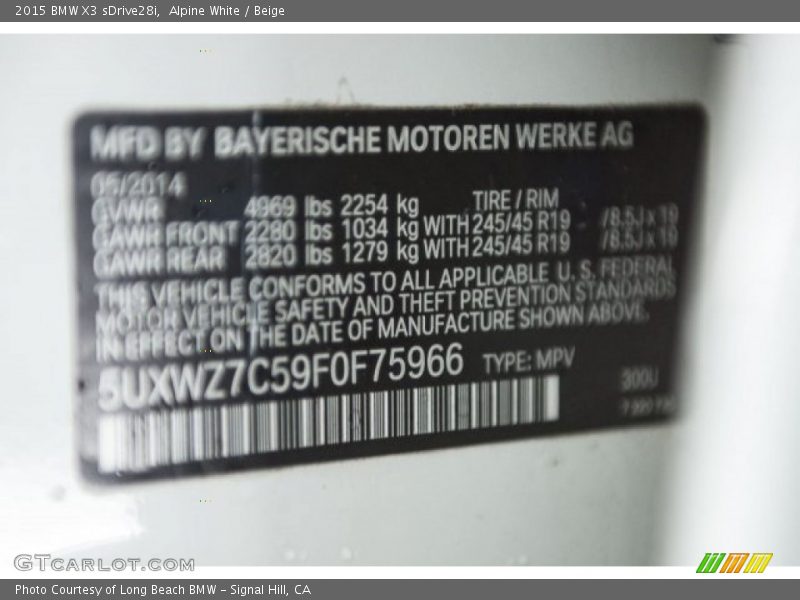 2015 BMW X3 sDrive28i,  Alpine White / Beige
MFD BY BAYERISCHE MOTOREN WERKE AG
05/2014
GVWR 4969 lbs 2254 kg TIRE / RIM
GAWR FRONT 2280 lbs 1034 kg WITH 245/45 R19 /8.5J x 19
GAWR REAR 2820 lbs 1279 kg WITH 245/45 R19 /8.5J x 19
THIS VEHICLE CONFORMS TO ALL APPLICABLE U. S. FEDERAL
MOTOR VEHICLE SAFETY AND THEFT PREVENTION STANDARDS
IN EFFECT ON THE DATE OF MANUFACTURE SHOWN ABOVE.
5UXWZ7C59F0F75966 TYPE: MPV
300U
GTCARLOT.COM
Photo Courtesy of Long Beach BMW – Signal Hill, CA